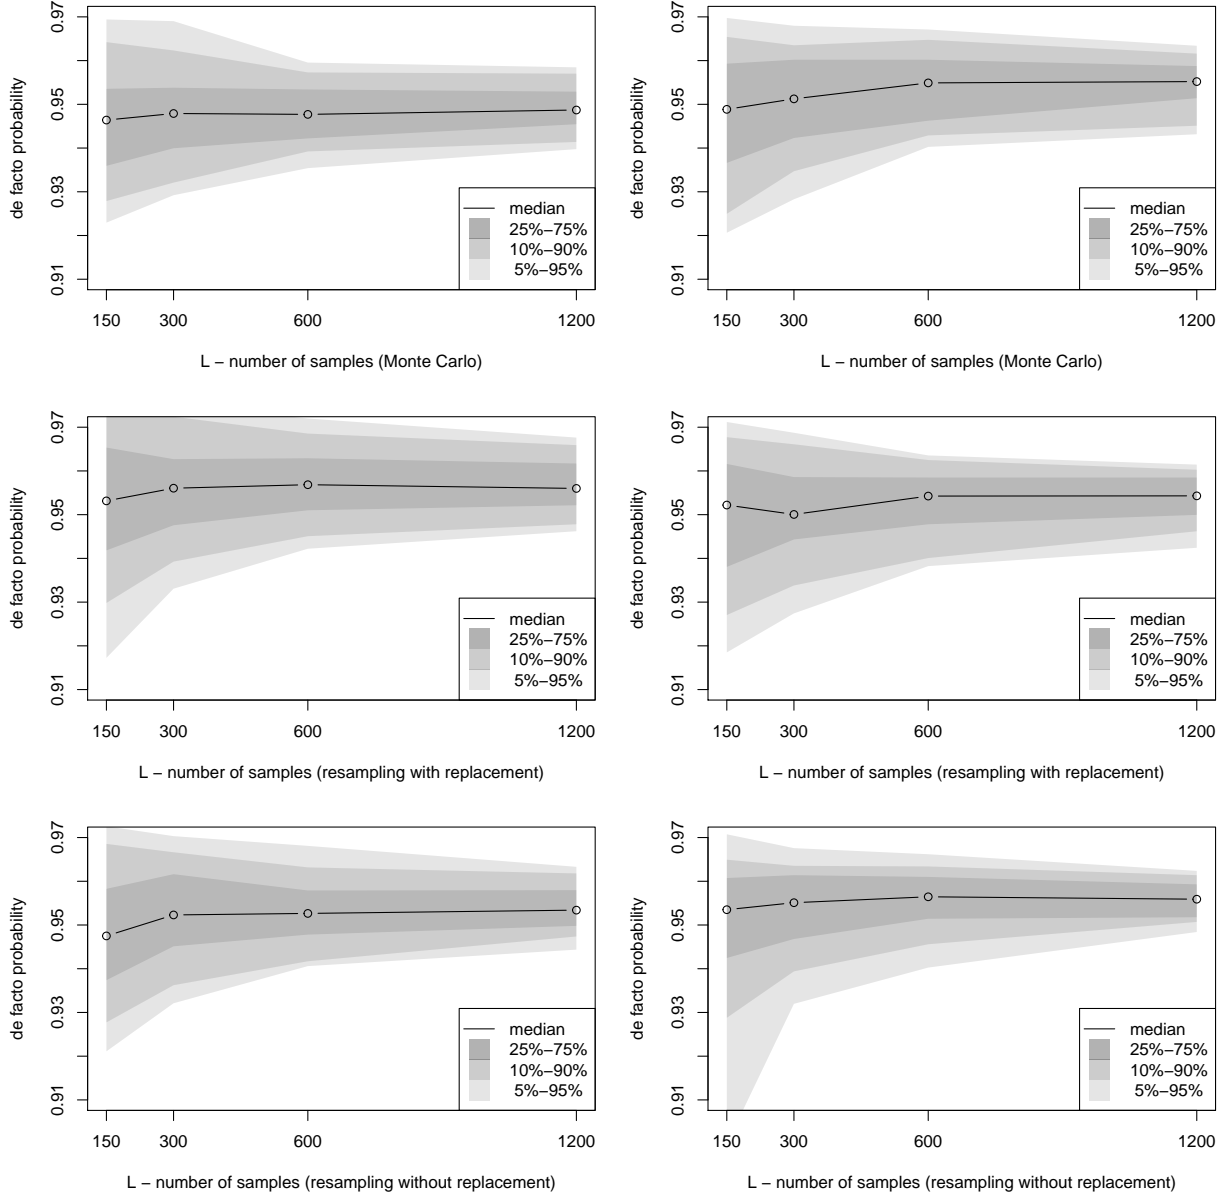 0.97
0.95
0.93
0.91
de facto probability
median
25%−75%
10%−90%
5%−95%
150 300 600 1200
L − number of samples (Monte Carlo)
0.97
0.95
0.93
0.91
de facto probability
median
25%−75%
10%−90%
5%−95%
150 300 600 1200
L − number of samples (Monte Carlo)
0.97
0.95
0.93
0.91
de facto probability
median
25%−75%
10%−90%
5%−95%
150 300 600 1200
L − number of samples (resampling with replacement)
0.97
0.95
0.93
0.91
de facto probability
median
25%−75%
10%−90%
5%−95%
150 300 600 1200
L − number of samples (resampling with replacement)
0.97
0.95
0.93
0.91
de facto probability
median
25%−75%
10%−90%
5%−95%
150 300 600 1200
L − number of samples (resampling without replacement)
0.97
0.95
0.93
0.91
de facto probability
median
25%−75%
10%−90%
5%−95%
150 300 600 1200
L − number of samples (resampling without replacement)